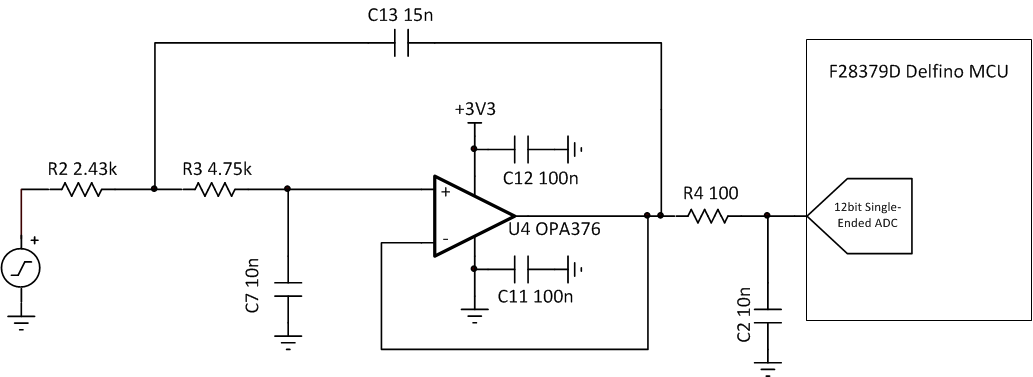 C13 15n
F28379D Delfino MCU
+3V3
R2 2.43k
R3 4.75k
C12 100n
+
R4 100
12bit Single-
Ended ADC
U4 OPA376
+
-
C7 10n
C11 100n
C2 10n